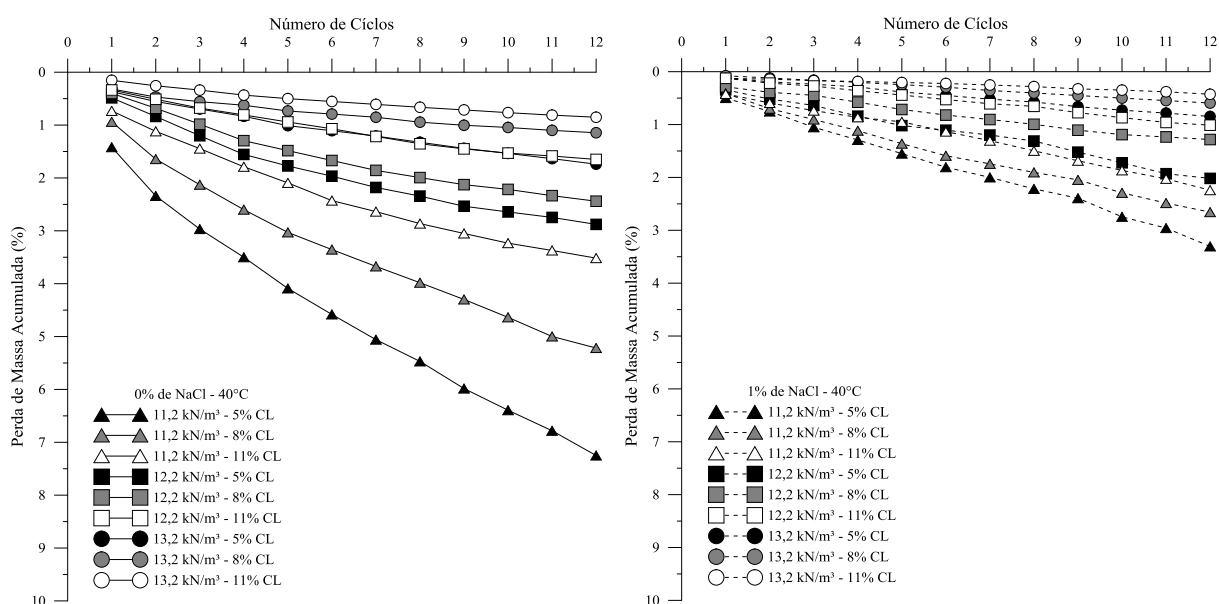 Número de Cíclos
0 1 2 3 4 5 6 7 8 9 10 11 12
0
1
2
3
4
5
6
7
8
9
10
Perda de Massa Acumulada (%)
0% de NaCl - 40°C
11,2 kN/m³ - 5% CL
11,2 kN/m³ - 8% CL
11,2 kN/m³ - 11% CL
12,2 kN/m³ - 5% CL
12,2 kN/m³ - 8% CL
12,2 kN/m³ - 11% CL
13,2 kN/m³ - 5% CL
13,2 kN/m³ - 8% CL
13,2 kN/m³ - 11% CL
Número de Cíclos
0 1 2 3 4 5 6 7 8 9 10 11 12
0
1
2
3
4
5
6
7
8
9
10
Perda de Massa Acumulada (%)
1% de NaCl - 40°C
11,2 kN/m³ - 5% CL
11,2 kN/m³ - 8% CL
11,2 kN/m³ - 11% CL
12,2 kN/m³ - 5% CL
12,2 kN/m³ - 8% CL
12,2 kN/m³ - 11% CL
13,2 kN/m³ - 5% CL
13,2 kN/m³ - 8% CL
13,2 kN/m³ - 11% CL